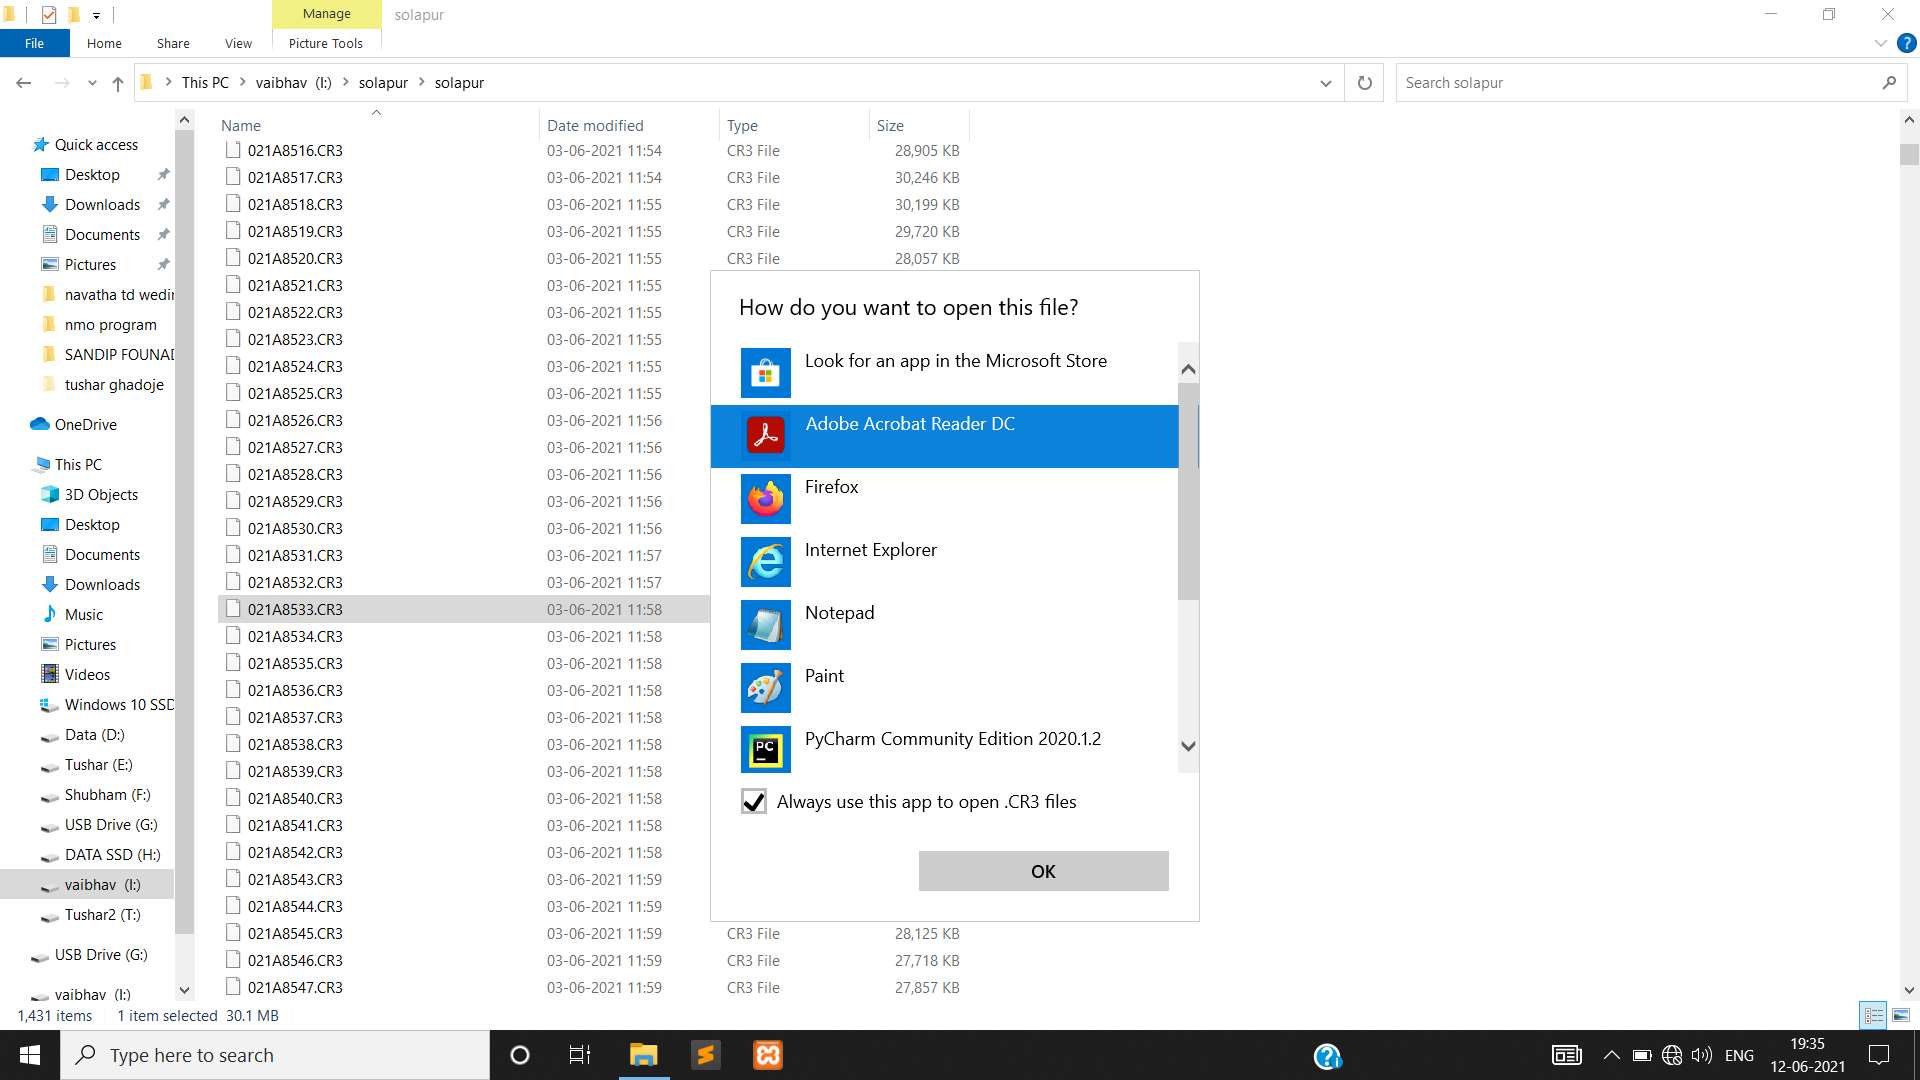 Manage
solapur
File
Home
Share
View
Picture Tools
This PC
vaibhav (I:)
solapur
solapur
Search solapur
Name
Date modified
Type
Size
Quick access
Desktop
Downloads
Documents
Pictures
navatha td wedin
nmo program
SANDIP FOUNAD
tushar ghadoje
OneDrive
This PC
3D Objects
Desktop
Documents
Downloads
Music
Pictures
Videos
Windows 10 SSD
Data (D:)
Tushar (E:)
Shubham (F:)
USB Drive (G:)
DATA SSD (H:)
vaibhav (I:)
Tushar2 (T:)
USB Drive (G:)
vaibhav (I:)
021A8516.CR3 03-06-2021 11:54 CR3 File 28,905 KB
021A8517.CR3 03-06-2021 11:54 CR3 File 30,246 KB
021A8518.CR3 03-06-2021 11:55 CR3 File 30,199 KB
021A8519.CR3 03-06-2021 11:55 CR3 File 29,720 KB
021A8520.CR3 03-06-2021 11:55 CR3 File 28,057 KB
021A8521.CR3 03-06-2021 11:55
021A8522.CR3 03-06-2021 11:55
021A8523.CR3 03-06-2021 11:55
021A8524.CR3 03-06-2021 11:55
021A8525.CR3 03-06-2021 11:55
021A8526.CR3 03-06-2021 11:56
021A8527.CR3 03-06-2021 11:56
021A8528.CR3 03-06-2021 11:56
021A8529.CR3 03-06-2021 11:56
021A8530.CR3 03-06-2021 11:56
021A8531.CR3 03-06-2021 11:57
021A8532.CR3 03-06-2021 11:57
021A8533.CR3 03-06-2021 11:58
021A8534.CR3 03-06-2021 11:58
021A8535.CR3 03-06-2021 11:58
021A8536.CR3 03-06-2021 11:58
021A8537.CR3 03-06-2021 11:58
021A8538.CR3 03-06-2021 11:58
021A8539.CR3 03-06-2021 11:58
021A8540.CR3 03-06-2021 11:58
021A8541.CR3 03-06-2021 11:58
021A8542.CR3 03-06-2021 11:58
021A8543.CR3 03-06-2021 11:59
021A8544.CR3 03-06-2021 11:59
021A8545.CR3 03-06-2021 11:59 CR3 File 28,125 KB
021A8546.CR3 03-06-2021 11:59 CR3 File 27,718 KB
021A8547.CR3 03-06-2021 11:59 CR3 File 27,857 KB
How do you want to open this file?
Look for an app in the Microsoft Store
Adobe Acrobat Reader DC
Firefox
Internet Explorer
Notepad
Paint
PC
PyCharm Community Edition 2020.1.2
Always use this app to open .CR3 files
OK
1,431 items 1 item selected 30.1 MB
Type here to search
ENG
19:35
12-06-2021